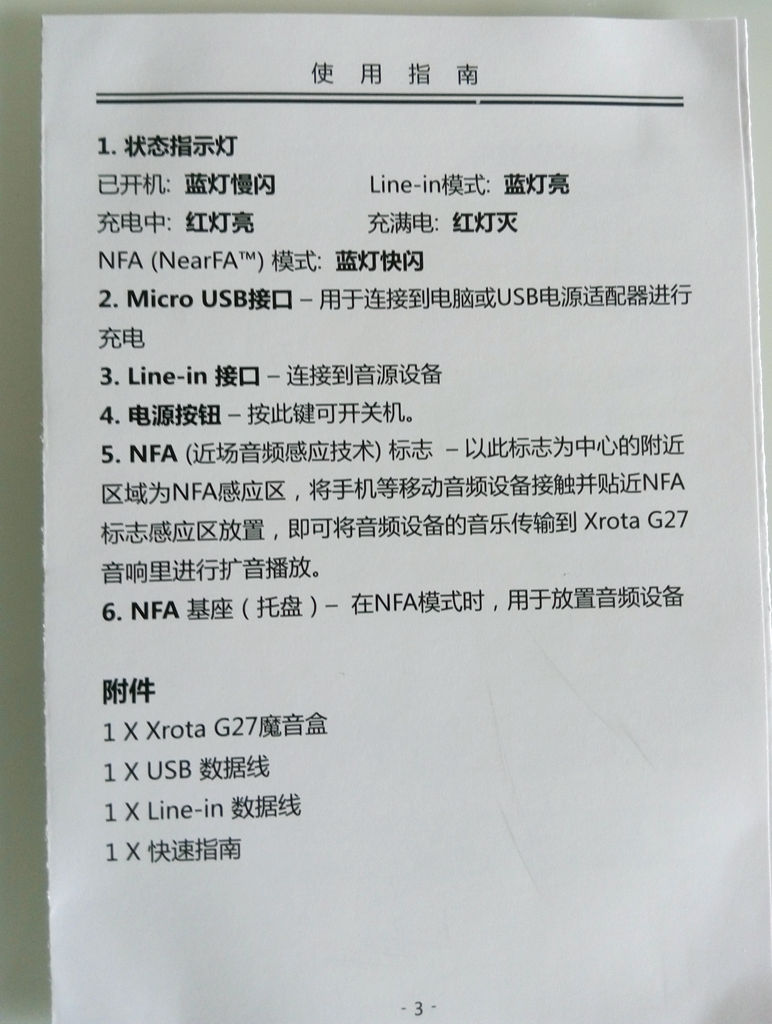 使用指南
1. 状态指示灯
已开机: 蓝灯慢闪 Line-in模式: 蓝灯亮
充电中: 红灯亮 充满电: 红灯灭
NFA (NearFA™) 模式: 蓝灯快闪
2. Micro USB接口 – 用于连接到电脑或USB电源适配器进行
充电
3. Line-in 接口 – 连接到音源设备
4. 电源按钮 – 按此键可开关机。
5. NFA (近场音频感应技术) 标志 – 以此标志为中心的附近
区域为NFA感应区，将手机等移动音频设备接触并贴近NFA
标志感应区放置，即可将音频设备的音乐传输到 Xrota G27
音响里进行扩音播放。
6. NFA 基座（托盘）– 在NFA模式时，用于放置音频设备
附件
1 X Xrota G27魔音盒
1 X USB 数据线
1 X Line-in 数据线
1 X 快速指南
- 3 -